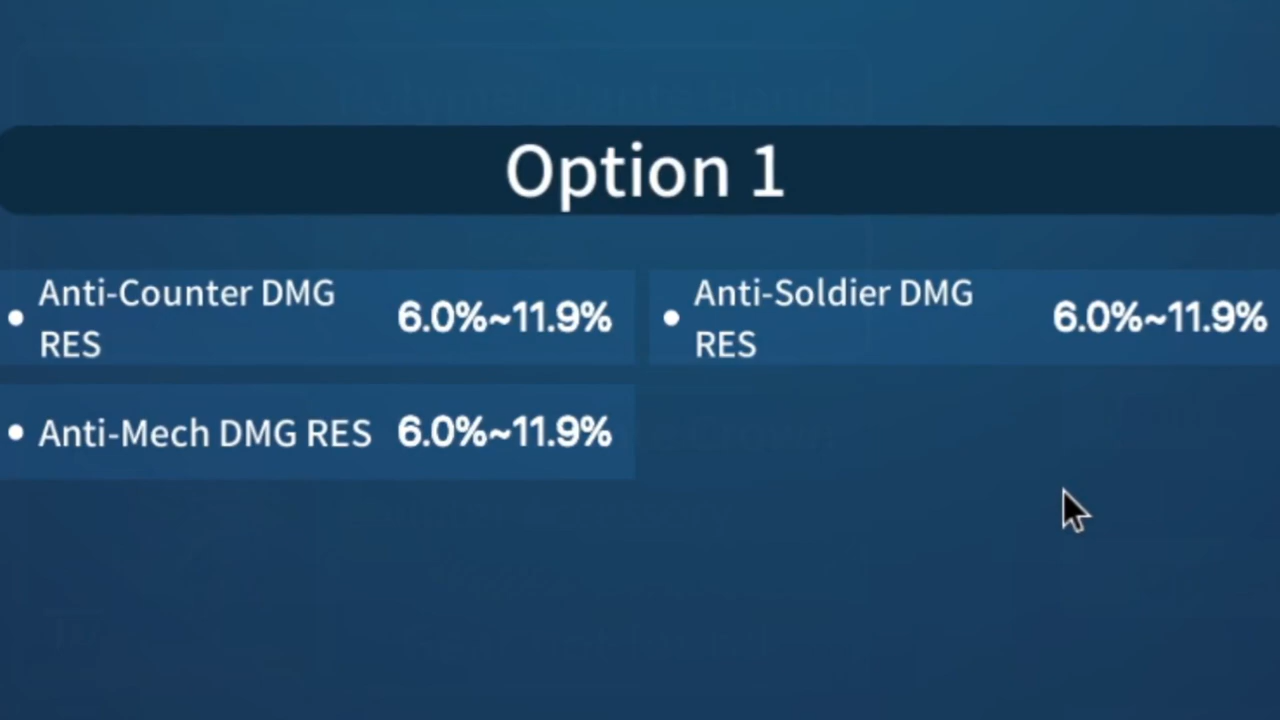 Option 1
Anti-Counter DMG
RES
6.0%~11.9%
Anti-Soldier DMG
RES
6.0%~11.9%
Anti-Mech DMG RES 6.0%~11.9%